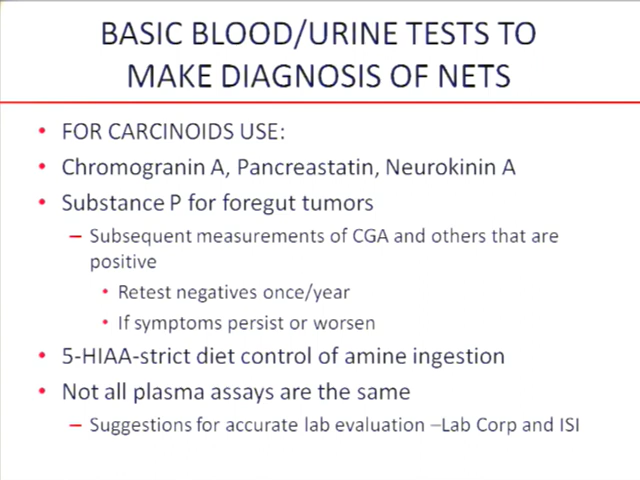 BASIC BLOOD/URINE TESTS TO
MAKE DIAGNOSIS OF NETS
• FOR CARCINOIDS USE:
• Chromogranin A, Pancreastatin, Neurokinin A
• Substance P for foregut tumors
– Subsequent measurements of CGA and others that are
positive
• Retest negatives once/year
• If symptoms persist or worsen
• 5-HIAA-strict diet control of amine ingestion
• Not all plasma assays are the same
– Suggestions for accurate lab evaluation –Lab Corp and ISI